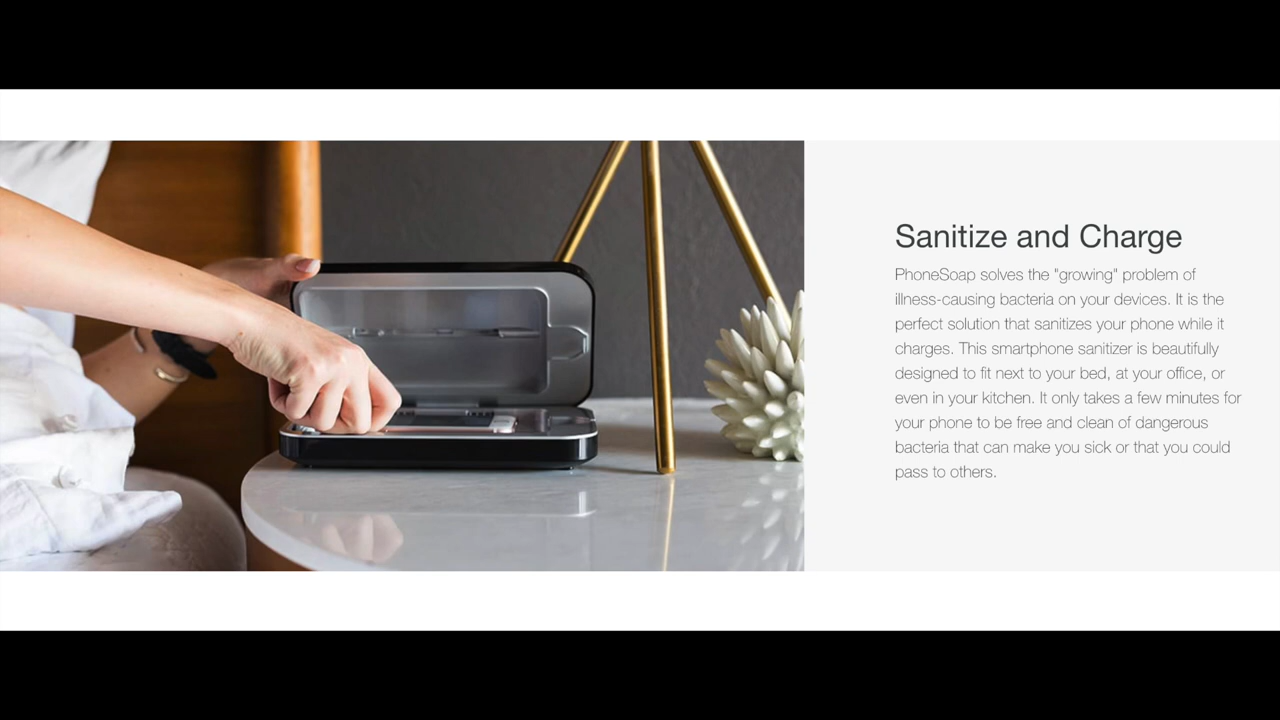 Sanitize and Charge
PhoneSoap solves the "growing" problem of
illness-causing bacteria on your devices. It is the
perfect solution that sanitizes your phone while it
charges. This smartphone sanitizer is beautifully
designed to fit next to your bed, at your office, or
even in your kitchen. It only takes a few minutes for
your phone to be free and clean of dangerous
bacteria that can make you sick or that you could
pass to others.